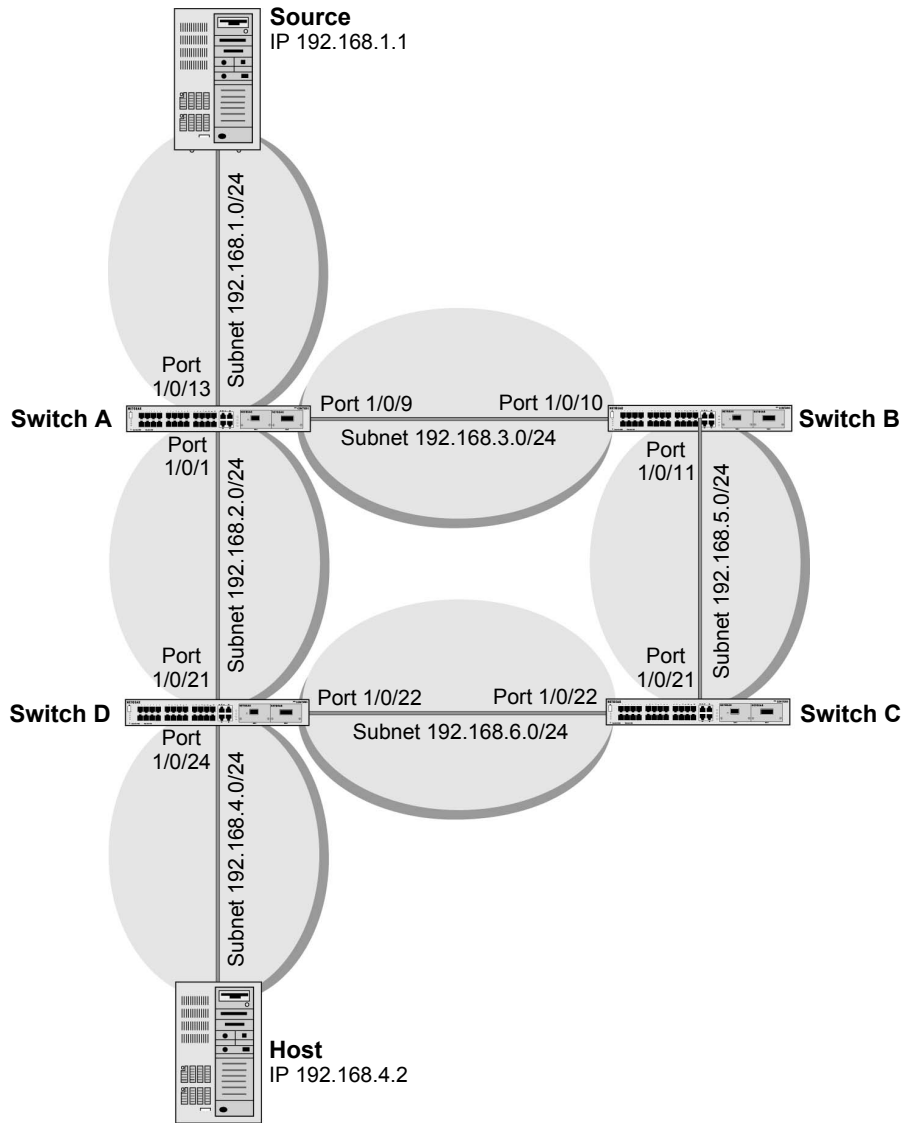 Source
IP 192.168.1.1
Subnet 192.168.1.0/24
Port
1/0/13
Switch A
Port 1/0/9
Port 1/0/10
Switch B
Subnet 192.168.3.0/24
Port
1/0/1
Port
1/0/11
Subnet 192.168.2.0/24
Subnet 192.168.5.0/24
Port
1/0/21
Port
1/0/21
Switch D
Port 1/0/22
Port 1/0/22
Switch C
Subnet 192.168.6.0/24
Port
1/0/24
Subnet 192.168.4.0/24
Host
IP 192.168.4.2